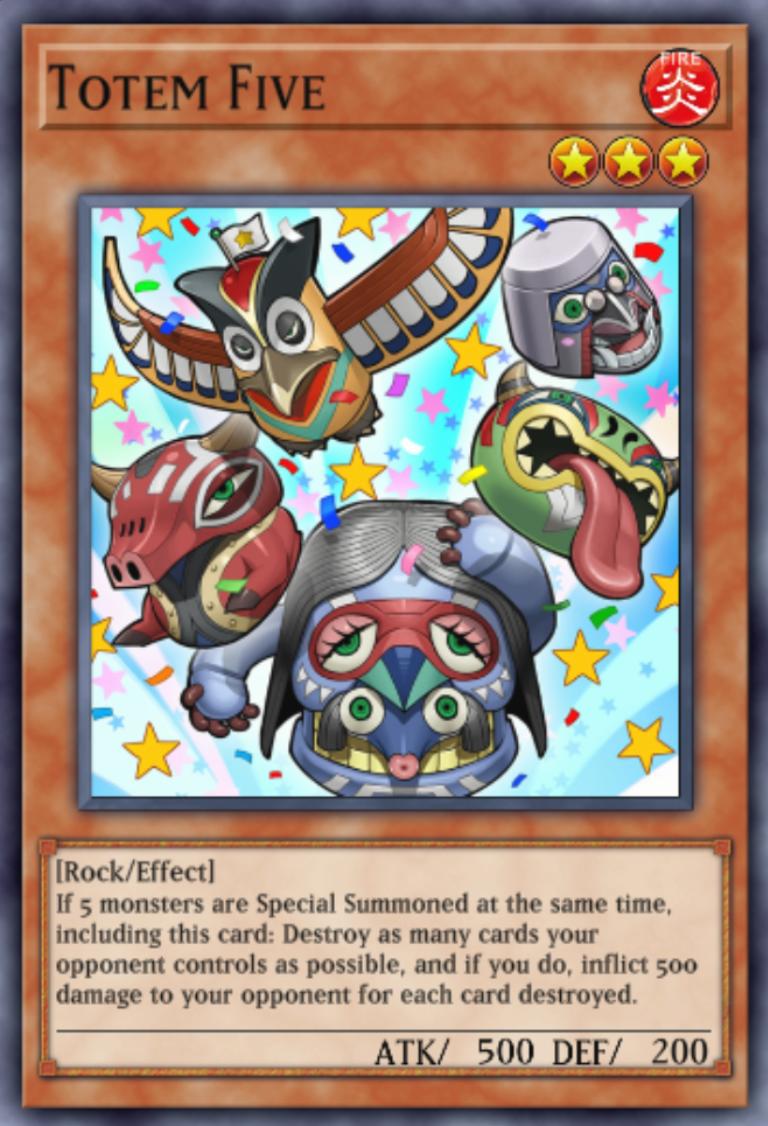 Totem Five
FIRE
炎
[Rock/Effect]
If 5 monsters are Special Summoned at the same time,
including this card: Destroy as many cards your
opponent controls as possible, and if you do, inflict 500
damage to your opponent for each card destroyed.
ATK/ 500 DEF/ 200